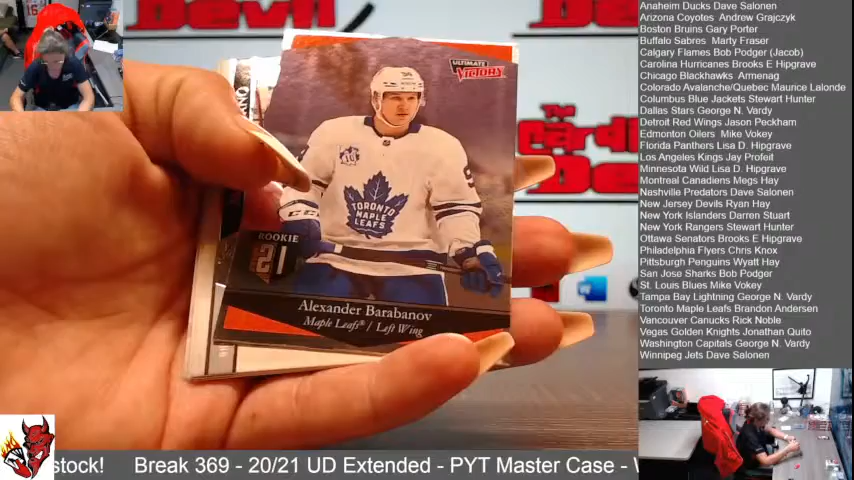 Anaheim Ducks Dave Salonen
Arizona Coyotes Andrew Grajczyk
Boston Bruins Gary Porter
Buffalo Sabres Marty Fraser
Calgary Flames Bob Podger (Jacob)
Carolina Hurricanes Brooks E Hipgrave
Chicago Blackhawks Armenag
Colorado Avalanche/Quebec Maurice Lalonde
Columbus Blue Jackets Stewart Hunter
Dallas Stars George N. Vardy
Detroit Red Wings Jason Peckham
Edmonton Oilers Mike Vokey
Florida Panthers Lisa D. Hipgrave
Los Angeles Kings Jay Profeit
Minnesota Wild Lisa D. Hipgrave
Montreal Canadiens Megs Hay
Nashville Predators Dave Salonen
New Jersey Devils Ryan Hay
New York Islanders Darren Stuart
New York Rangers Stewart Hunter
Ottawa Senators Brooks E Hipgrave
Philadelphia Flyers Chris Knox
Pittsburgh Penguins Wyatt Hay
San Jose Sharks Bob Podger
St. Louis Blues Mike Vokey
Tampa Bay Lightning George N. Vardy
Toronto Maple Leafs Brandon Andersen
Vancouver Canucks Rick Noble
Vegas Golden Knights Jonathan Quito
Washington Capitals George N. Vardy
Winnipeg Jets Dave Salonen
ULTIMATE
VICTORY
TORONTO
MAPLE
LEAFS
CCM
ROOKIE
21
Alexander Barabanov
Maple Leafs® / Left Wing
The
stock! Break 369 - 20/21 UD Extended - PYT Master Case -